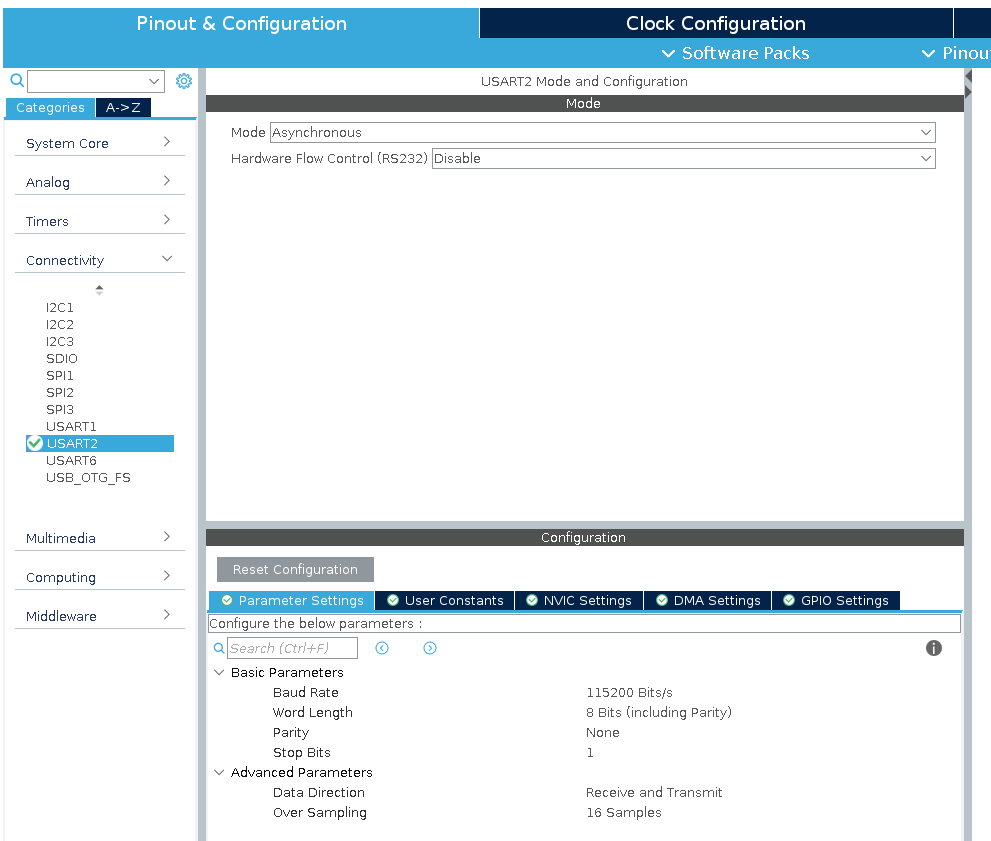 Pinout & Configuration
Clock Configuration
Software Packs
Pinou
Categories
A->Z
System Core
Analog
Timers
Connectivity
I2C1
I2C2
I2C3
SDIO
SPI1
SPI2
SPI3
USART1
USART2
USART6
USB_OTG_FS
Multimedia
Computing
Middleware
USART2 Mode and Configuration
Mode
Mode Asynchronous
Hardware Flow Control (RS232) Disable
Configuration
Reset Configuration
Parameter Settings
User Constants
NVIC Settings
DMA Settings
GPIO Settings
Configure the below parameters :
Search (Ctrl+F)
Basic Parameters
Baud Rate 115200 Bits/s
Word Length 8 Bits (including Parity)
Parity None
Stop Bits 1
Advanced Parameters
Data Direction Receive and Transmit
Over Sampling 16 Samples